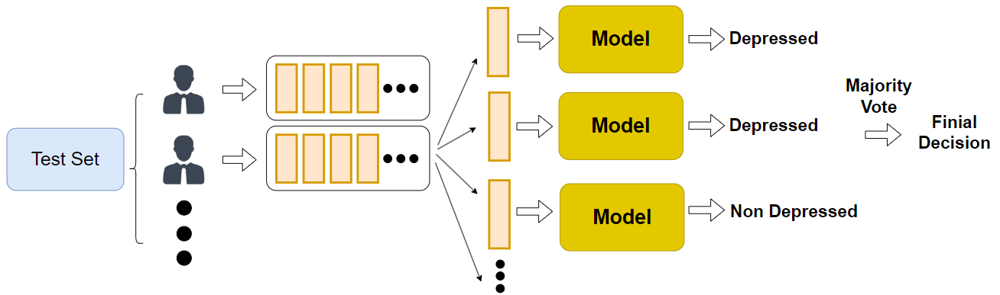 Test Set
Model
Depressed
Model
Depressed
Model
Non Depressed
Majority
Vote
Finial
Decision